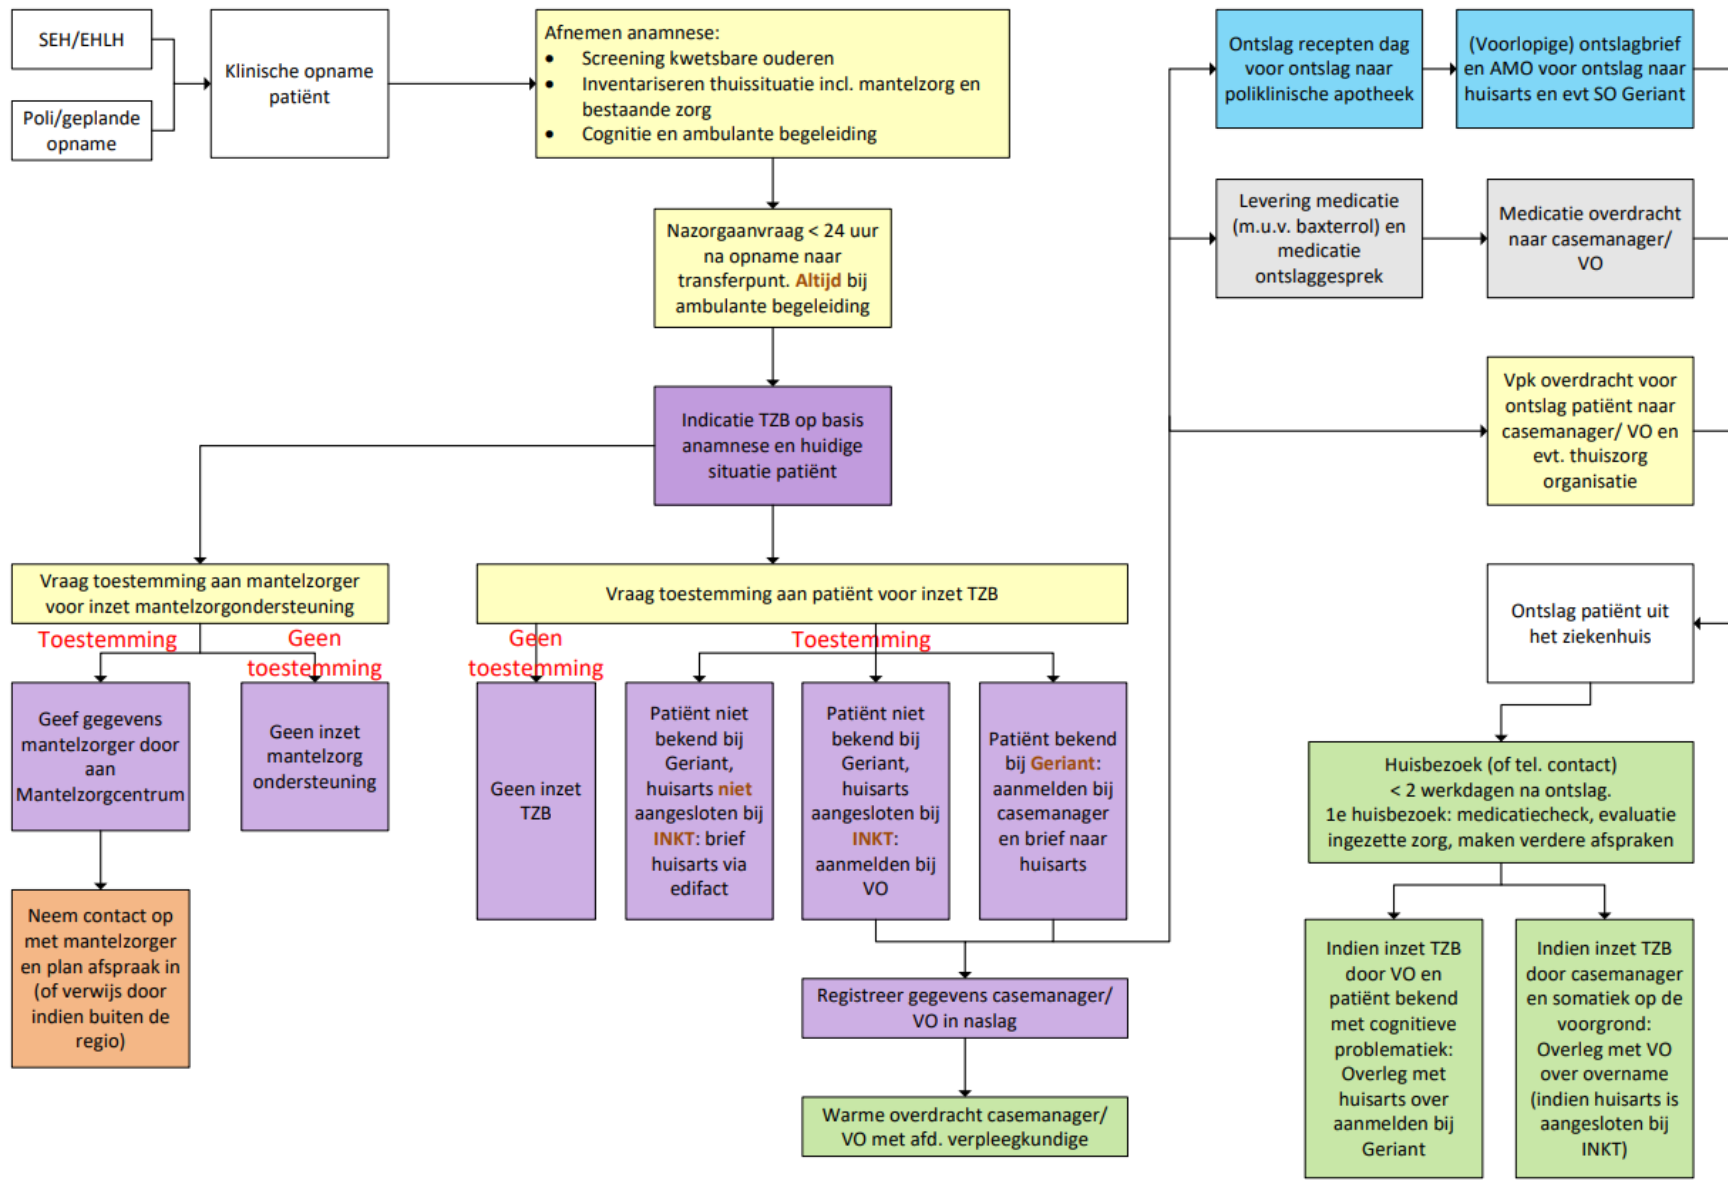 SEH/EHLH
Poli/geplande
opname
Klinische opname
patiënt
Afnemen anamnese:
• Screening kwetsbare ouderen
• Inventariseren thuissituatie incl. mantelzorg en
bestaande zorg
• Cognitie en ambulante begeleiding
Nazorgaanvraag < 24 uur
na opname naar
transferpunt. Altijd bij
ambulante begeleiding
Indicatie TZB op basis
anamnese en huidige
situatie patiënt
Vraag toestemming aan mantelzorger
voor inzet mantelzorgondersteuning
Toestemming
Geen
toestemming
Geef gegevens
mantelzorger door
aan
Mantelzorgcentrum
Geen inzet
mantelzorg
ondersteuning
Neem contact op
met mantelzorger
en plan afspraak in
(of verwijs door
indien buiten de
regio)
Vraag toestemming aan patiënt voor inzet TZB
Geen
toestemming
Toestemming
Geen inzet
TZB
Patiënt niet
bekend bij
Geriant,
huisarts niet
aangesloten bij
INKT: brief
huisarts via
edifact
Patiënt niet
bekend bij
Geriant,
huisarts
aangesloten bij
INKT:
aanmelden bij
VO
Patiënt bekend
bij Geriant:
aanmelden bij
casemanager
en brief naar
huisarts
Registreer gegevens casemanager/
VO in naslag
Warme overdracht casemanager/
VO met afd. verpleegkundige
Ontslag recepten dag
voor ontslag naar
poliklinische apotheek
(Voorlopige) ontslagbrief
en AMO voor ontslag naar
huisarts en evt SO Geriant
Levering medicatie
(m.u.v. baxterrol) en
medicatie
ontslaggesprek
Medicatie overdracht
naar casemanager/
VO
Vpk overdracht voor
ontslag patiënt naar
casemanager/ VO en
evt. thuiszorg
organisatie
Ontslag patiënt uit
het ziekenhuis
Huisbezoek (of tel. contact)
< 2 werkdagen na ontslag.
1e huisbezoek: medicatiecheck, evaluatie
ingezette zorg, maken verdere afspraken
Indien inzet TZB
door VO en
patiënt bekend
met cognitieve
problematiek:
Overleg met
huisarts over
aanmelden bij
Geriant
Indien inzet TZB
door casemanager
en somatiek op de
voorgrond:
Overleg met VO
over overname
(indien huisarts is
aangesloten bij
INKT)